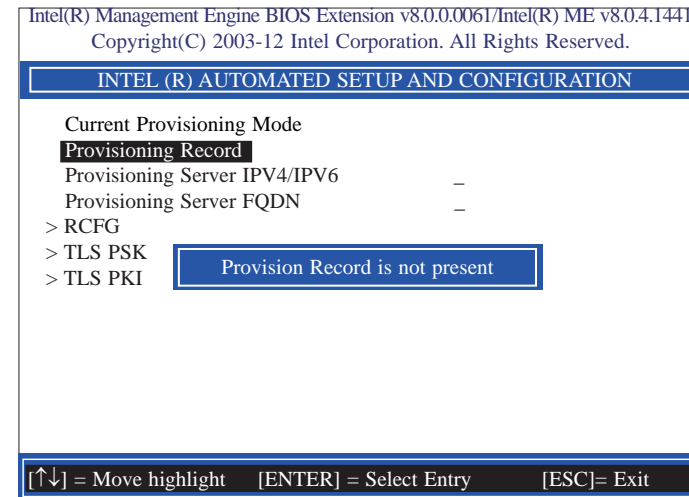 Intel(R) Management Engine BIOS Extension v8.0.0.0061/Intel(R) ME v8.0.4.1441
Copyright(C) 2003-12 Intel Corporation. All Rights Reserved.
INTEL (R) AUTOMATED SETUP AND CONFIGURATION
Current Provisioning Mode
Provisioning Record
Provisioning Server IPV4/IPV6 _
Provisioning Server FQDN _
> RCFG
> TLS PSK
> TLS PKI
Provision Record is not present
[↑↓] = Move highlight [ENTER] = Select Entry [ESC]= Exit